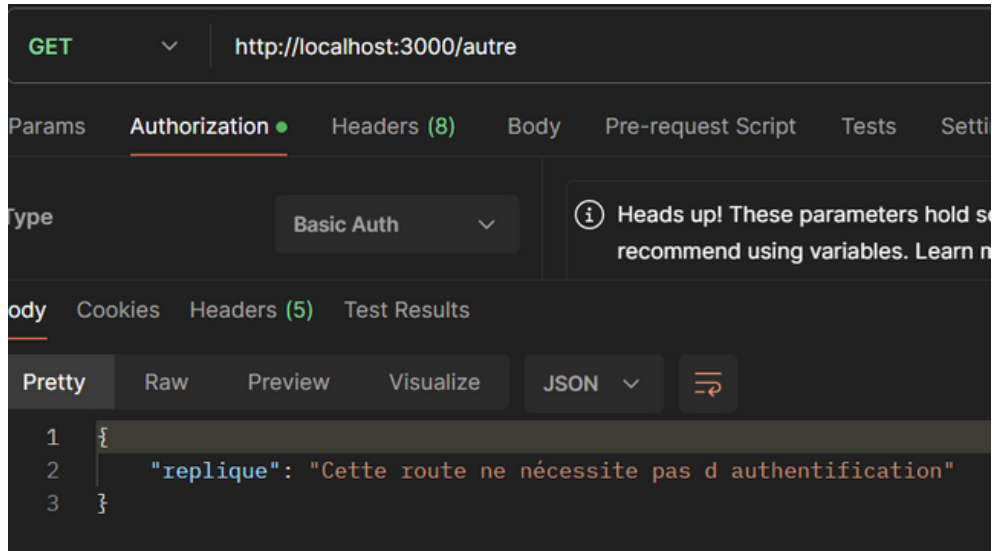 GET http://localhost:3000/autre
Params Authorization Headers (8) Body Pre-request Script Tests Setti
Type Basic Auth Heads up! These parameters hold se
recommend using variables. Learn m
ody Cookies Headers (5) Test Results
Pretty Raw Preview Visualize JSON
1 {
2 "replique": "Cette route ne nécessite pas d authentification"
3 }